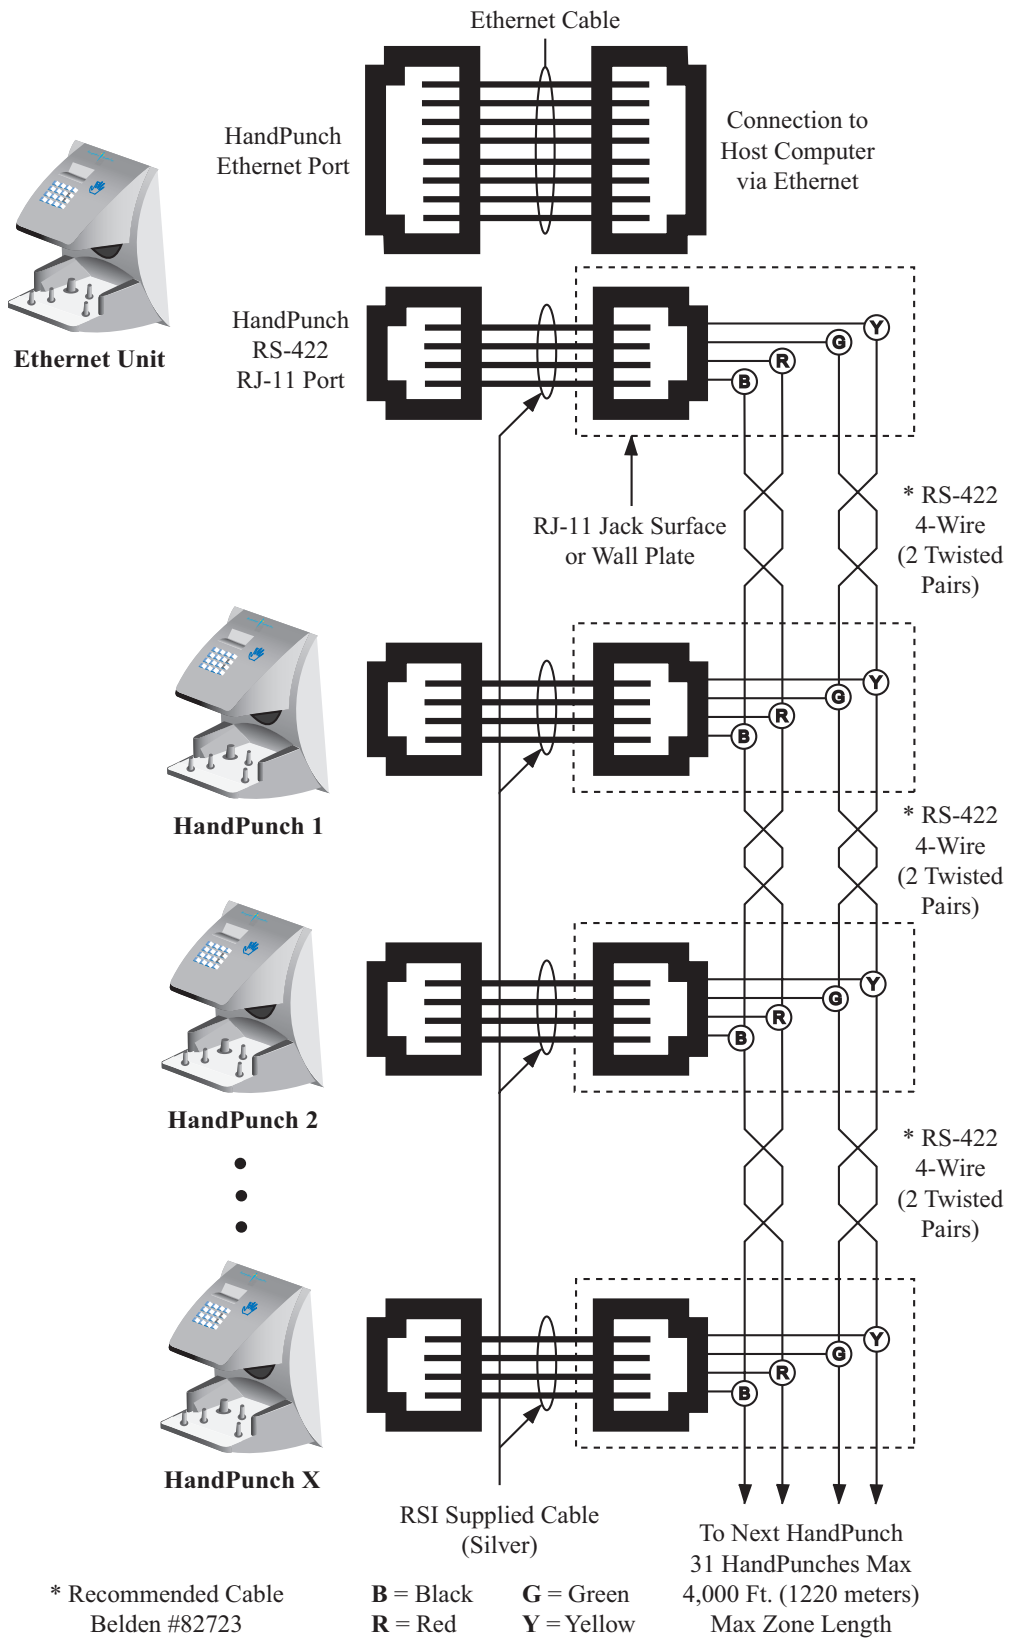 Ethernet Cable
HandPunch
Ethernet Port
Connection to
Host Computer
via Ethernet
Ethernet Unit
HandPunch
RS-422
RJ-11 Port
Y
G
R
B
RJ-11 Jack Surface
or Wall Plate
* RS-422
4-Wire
(2 Twisted
Pairs)
HandPunch 1
Y
G
R
B
* RS-422
4-Wire
(2 Twisted
Pairs)
HandPunch 2
Y
G
R
B
* RS-422
4-Wire
(2 Twisted
Pairs)
HandPunch X
Y
G
R
B
RSI Supplied Cable
(Silver)
To Next HandPunch
31 HandPunches Max
4,000 Ft. (1220 meters)
Max Zone Length
* Recommended Cable
Belden #82723
B = Black
R = Red
G = Green
Y = Yellow